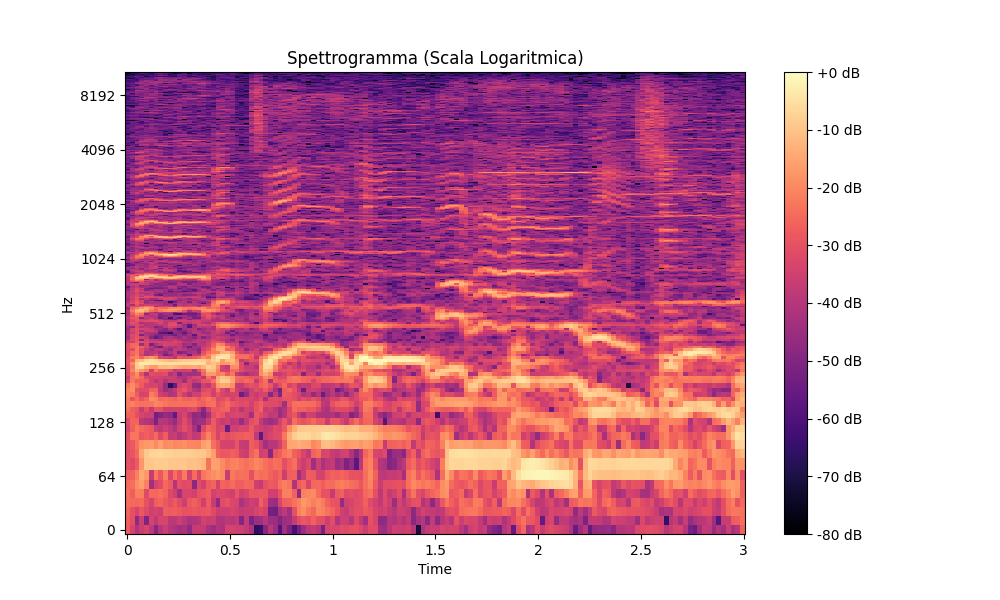 Spettrogramma (Scala Logaritmica)
8192
4096
2048
1024
512
256
128
64
0
Hz
0
0.5
1
1.5
2
2.5
3
Time
+0 dB
-10 dB
-20 dB
-30 dB
-40 dB
-50 dB
-60 dB
-70 dB
-80 dB